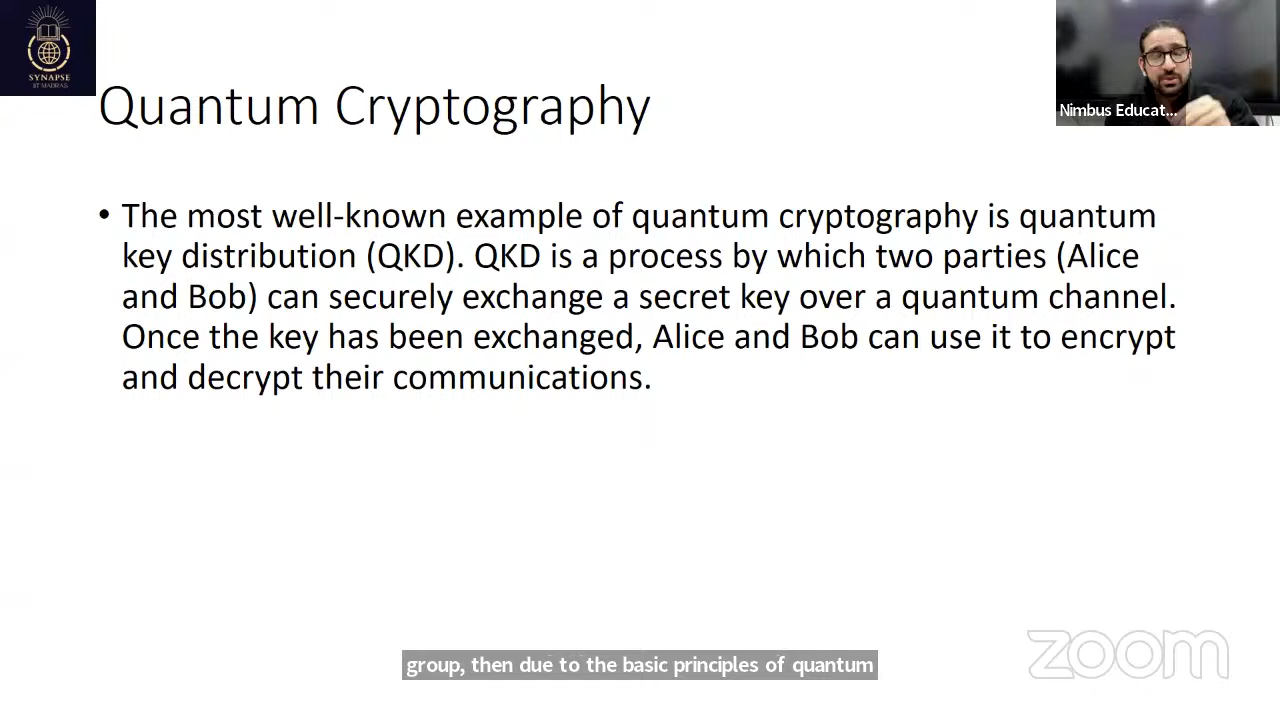 SYNAPSE
IIT MADRAS
Nimbus Educat...
Quantum Cryptography
• The most well-known example of quantum cryptography is quantum
key distribution (QKD). QKD is a process by which two parties (Alice
and Bob) can securely exchange a secret key over a quantum channel.
Once the key has been exchanged, Alice and Bob can use it to encrypt
and decrypt their communications.
group, then due to the basic principles of quantum
zoom